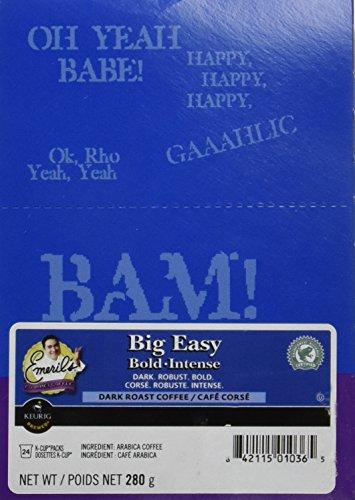 OH YEAH
BABE!
HAPPY,
HAPPY,
HAPPY,
GAAAHLIC
Ok, Rho
Yeah, Yeah
BAM!
Emeril's
Big Easy
Bold•Intense
DARK. ROBUST. BOLD.
CORSÉ. ROBUSTE. INTENSE.
DARK ROAST COFFEE / CAFÉ CORSÉ
KEURIG
BREWED
24
K-CUP® PACKS
DOSETTES K-CUP®
INGREDIENT: ARABICA COFFEE
INGRÉDIENT : CAFÉ ARABICA
NET WT / POIDS NET 280 g
8 42115 01036 5